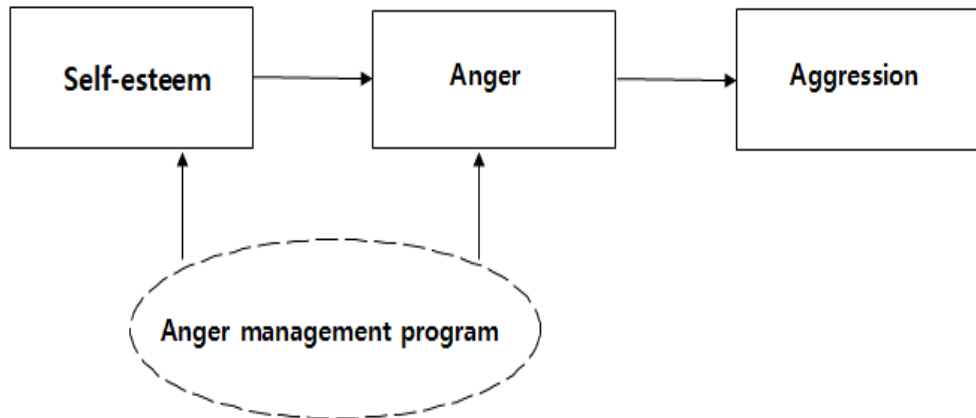 Self-esteem
Anger
Aggression
Anger management program